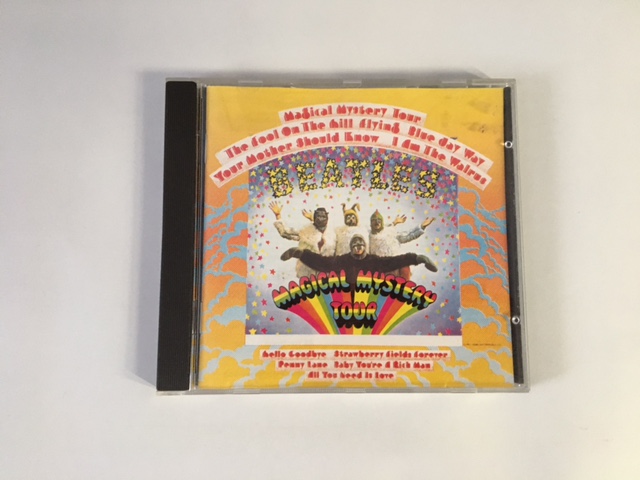 Magical Mystery Tour
The Fool On The Hill Flying Blue Jay Way
Your Mother Should Know I Am The Walrus
BEATLES
MAGICAL MYSTERY
TOUR
Hello Goodbye Strawberry Fields Forever
Penny Lane Baby You're A Rich Man
All You Need Is Love